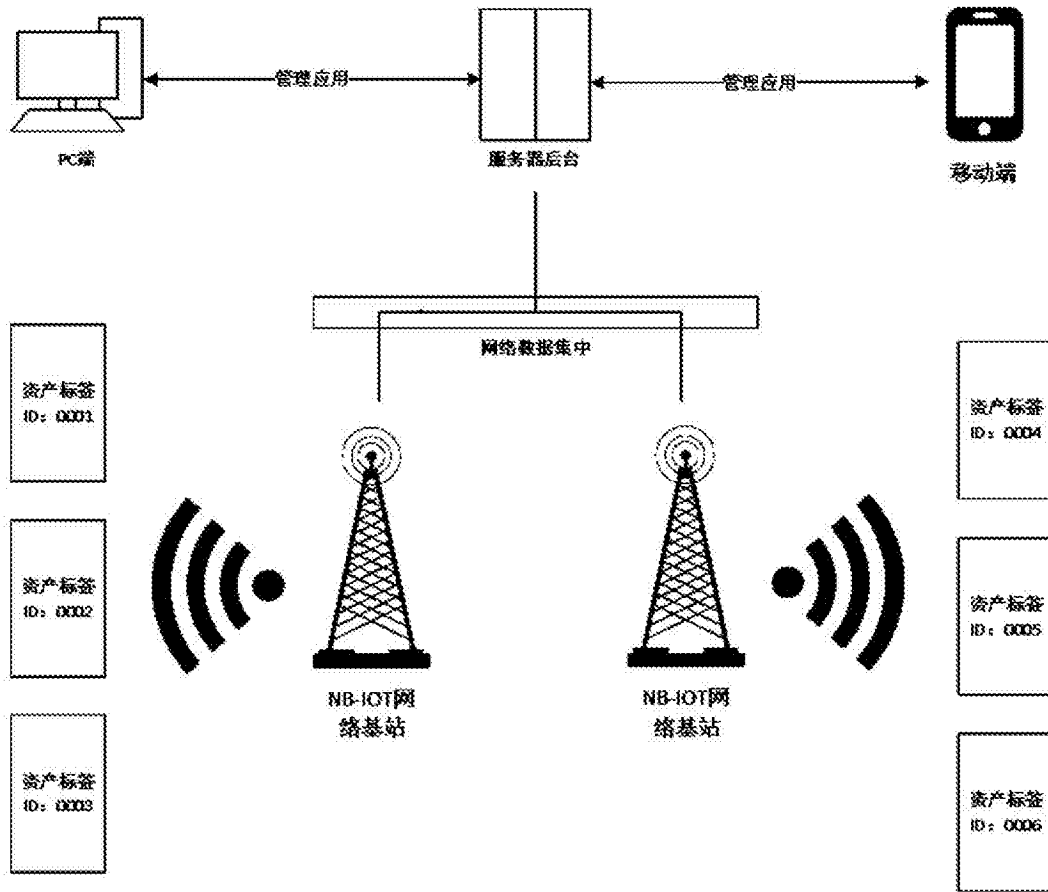 管理应用
管理应用
PC端
服务器后台
移动端
网络数据集中
资产标签
ID：0001
资产标签
ID：0004
资产标签
ID：0002
资产标签
ID：0005
NB-IOT网
络基站
NB-IOT网
络基站
资产标签
ID：0003
资产标签
ID：0006